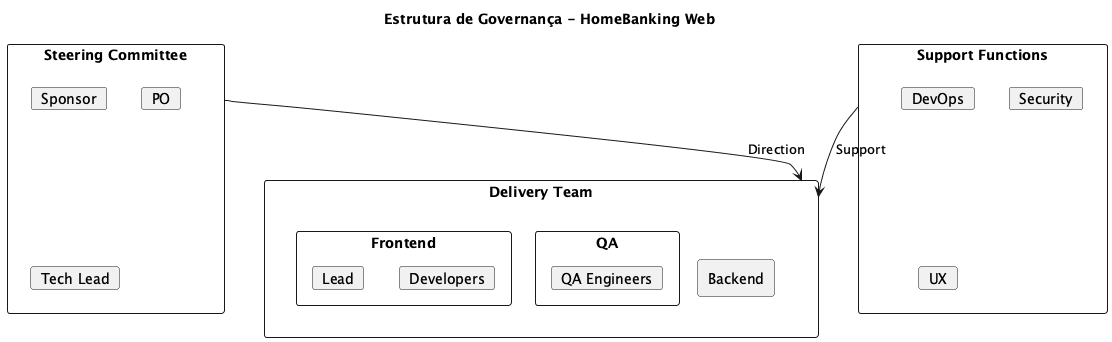 Estrutura de Governança - HomeBanking Web
Steering Committee
Sponsor
PO
Tech Lead
Support Functions
DevOps
Security
UX
Direction
Support
Delivery Team
Frontend
Lead
Developers
QA
QA Engineers
Backend